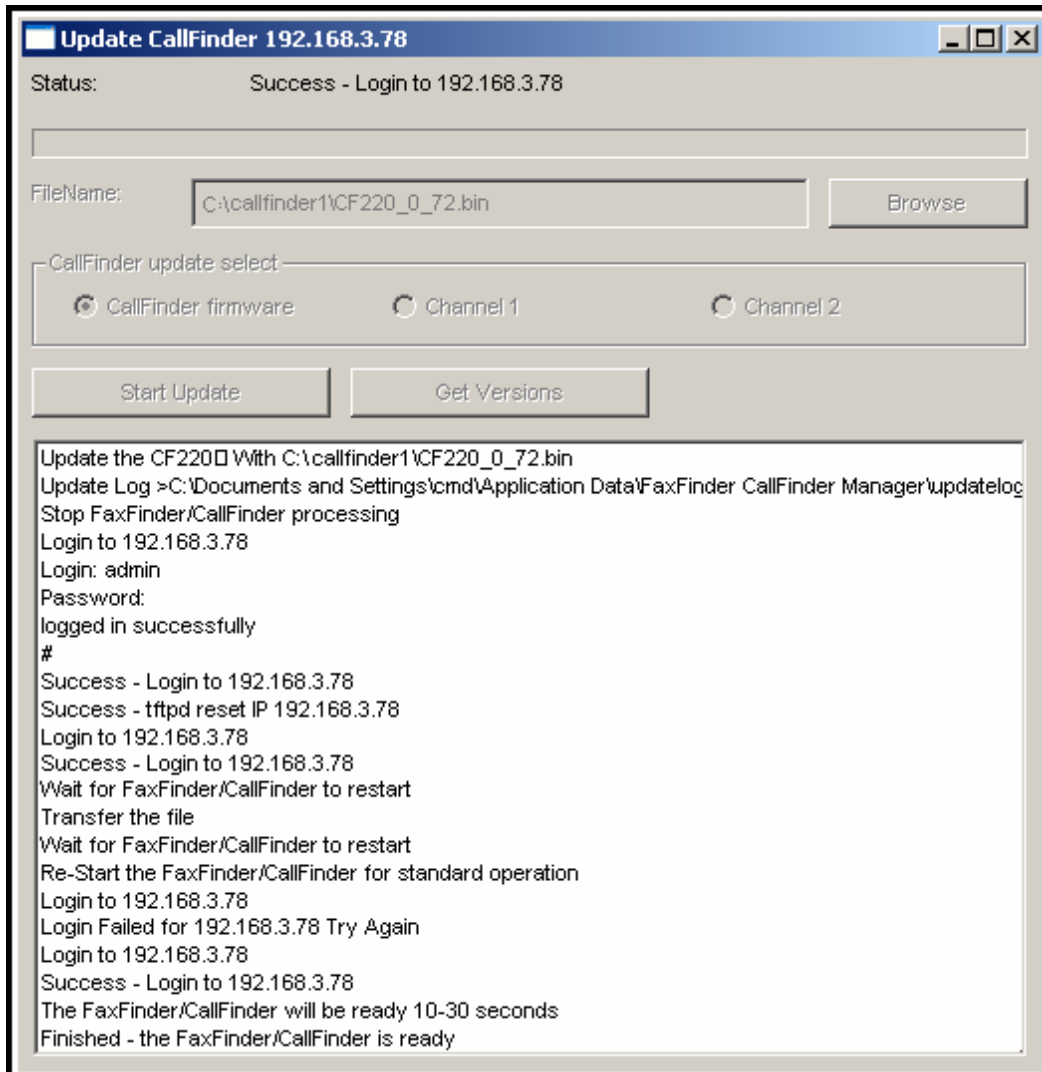 Update CallFinder 192.168.3.78
Status: Success - Login to 192.168.3.78
FileName: C:\callfinder1\CF220_0_72.bin Browse
CallFinder update select
CallFinder firmware Channel 1 Channel 2
Start Update Get Versions
Update the CF220□ With C:\callfinder1\CF220_0_72.bin
Update Log >C:\Documents and Settings\cmd\Application Data\FaxFinder CallFinder Manager\updatelog
Stop FaxFinder/CallFinder processing
Login to 192.168.3.78
Login: admin
Password:
logged in successfully
#
Success - Login to 192.168.3.78
Success - tftpd reset IP 192.168.3.78
Login to 192.168.3.78
Success - Login to 192.168.3.78
Wait for FaxFinder/CallFinder to restart
Transfer the file
Wait for FaxFinder/CallFinder to restart
Re-Start the FaxFinder/CallFinder for standard operation
Login to 192.168.3.78
Login Failed for 192.168.3.78 Try Again
Login to 192.168.3.78
Success - Login to 192.168.3.78
The FaxFinder/CallFinder will be ready 10-30 seconds
Finished - the FaxFinder/CallFinder is ready